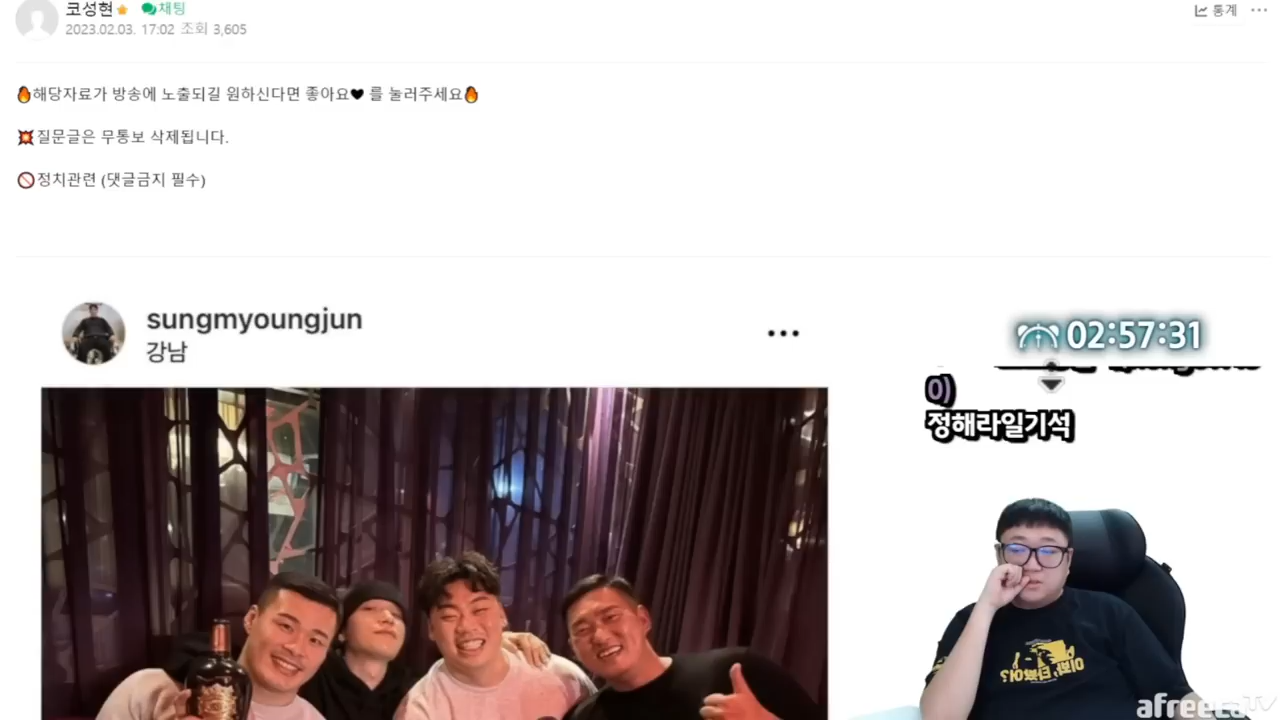 코성현 채팅
2023.02.03. 17:02 조회 3,605
통계
해당자료가 방송에 노출되길 원하신다면 좋아요🖤 를 눌러주세요
질문글은 무통보 삭제됩니다.
정치관련 (댓글금지 필수)
sungmyoungjun
강남
02:57:31
이)
정해라일기석
afreecaTV